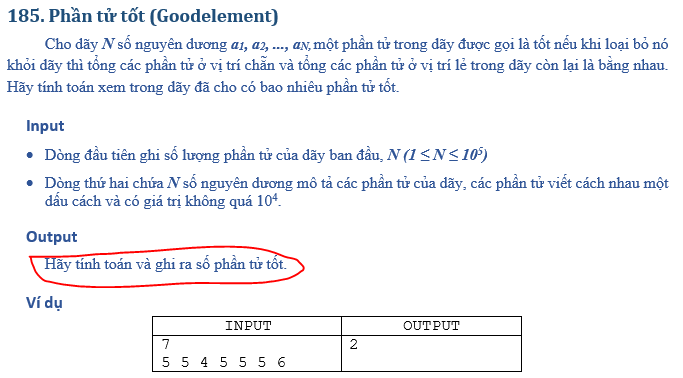 185. Phần tử tốt (Goodelement)
Cho dãy N số nguyên dương a1, a2, ..., aN, một phần tử trong dãy được gọi là tốt nếu khi loại bỏ nó
khỏi dãy thì tổng các phần tử ở vị trí chẵn và tổng các phần tử ở vị trí lẻ trong dãy còn lại là bằng nhau.
Hãy tính toán xem trong dãy đã cho có bao nhiêu phần tử tốt.
Input
• Dòng đầu tiên ghi số lượng phần tử của dãy ban đầu, N (1 ≤ N ≤ 10⁵)
• Dòng thứ hai chứa N số nguyên dương mô tả các phần tử của dãy, các phần tử viết cách nhau một
dấu cách và có giá trị không quá 10⁴.
Output
Hãy tính toán và ghi ra số phần tử tốt.
Ví dụ
INPUT OUTPUT
7 2
5 5 4 5 5 5 6